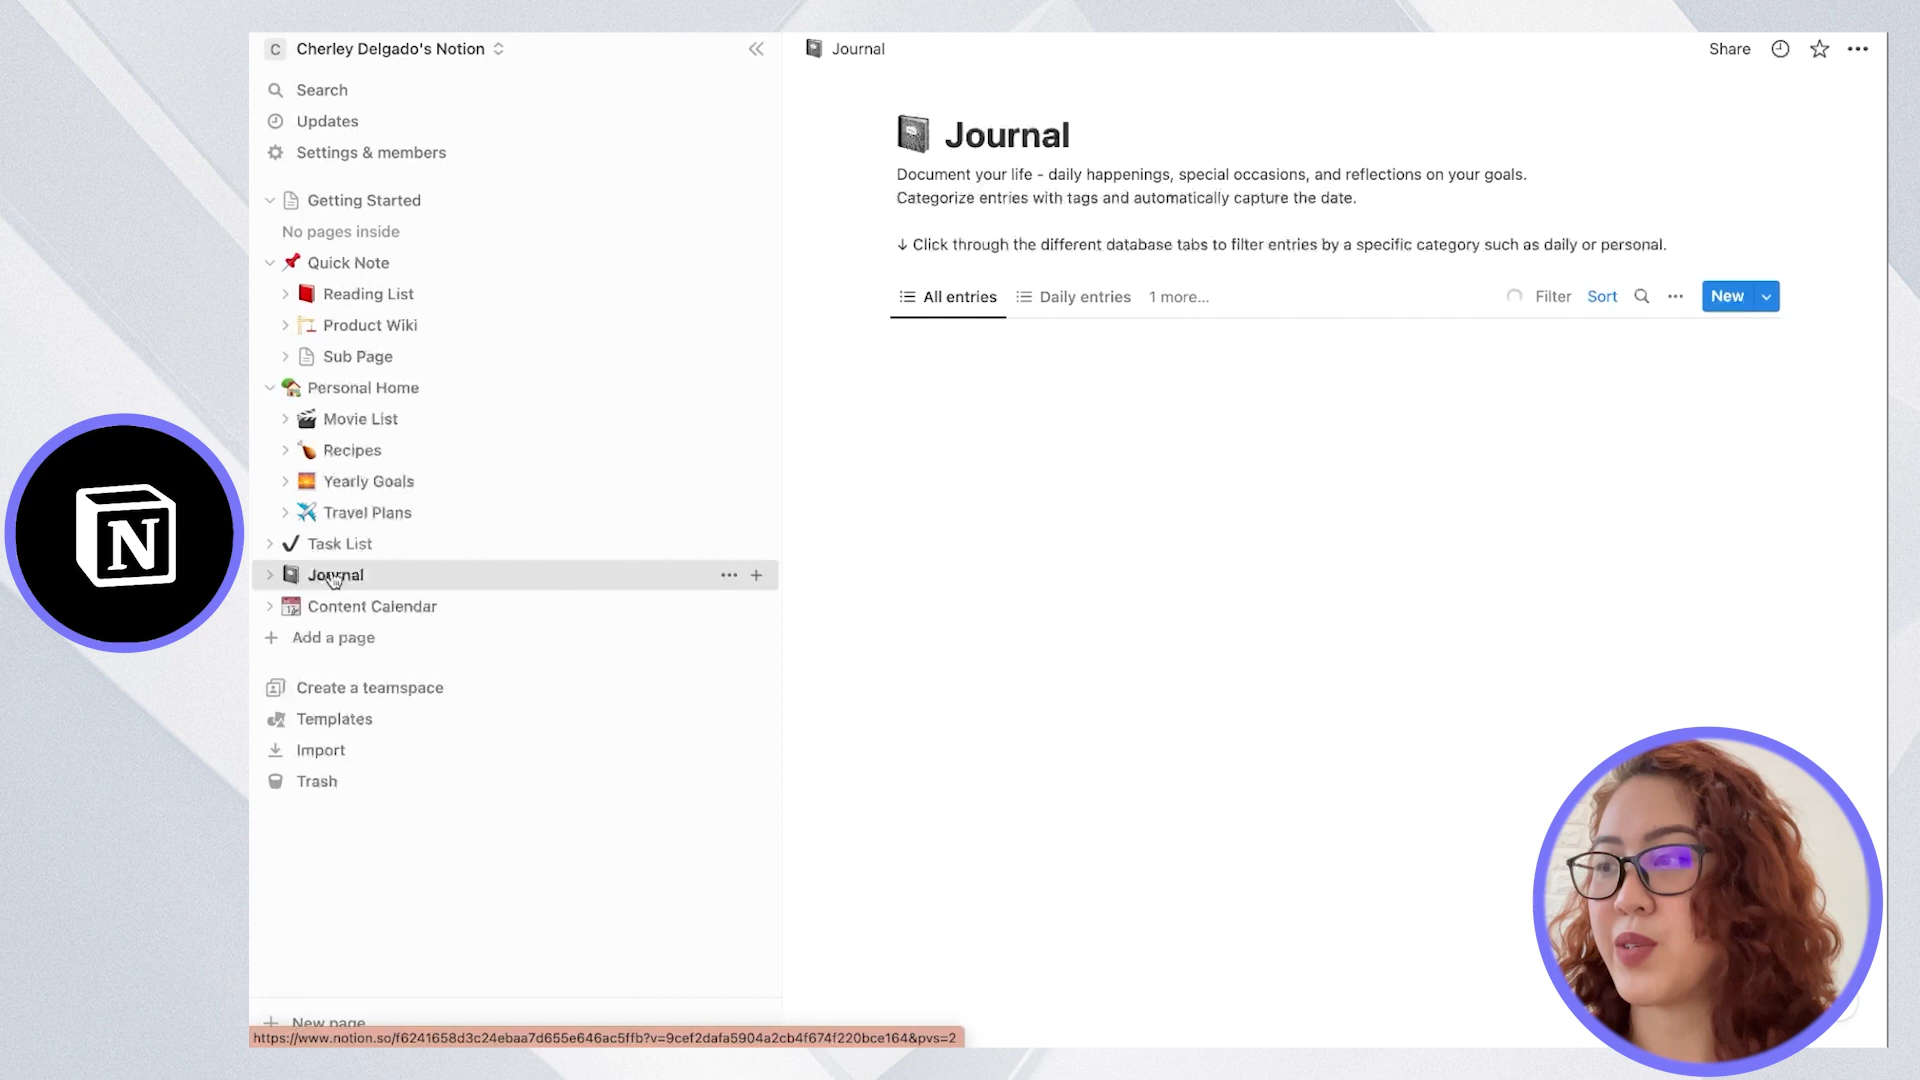 C Cherley Delgado's Notion
Search
Updates
Settings & members
Getting Started
No pages inside
Quick Note
Reading List
Product Wiki
Sub Page
Personal Home
Movie List
Recipes
Yearly Goals
Travel Plans
Task List
Journal
Content Calendar
Add a page
Create a teamspace
Templates
Import
Trash
New page
https://www.notion.so/f6241658d3c24ebaa7d655e646ac5ffb?v=9cef2dafa5904a2cb4f674f220bce164&pvs=2
N
Journal
Share
Journal
Document your life - daily happenings, special occasions, and reflections on your goals.
Categorize entries with tags and automatically capture the date.
↓ Click through the different database tabs to filter entries by a specific category such as daily or personal.
All entries Daily entries 1 more... Filter Sort New